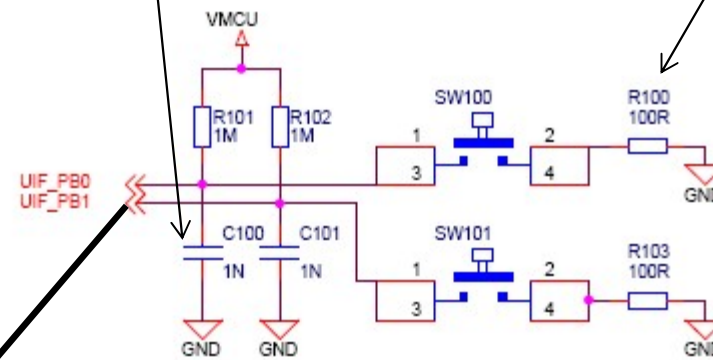 VMCU
R101
1M
R102
1M
UIF_PB0
UIF_PB1
C100
1N
C101
1N
GND
GND
SW100
1
3
2
4
R100
100R
GND
SW101
1
3
2
4
R103
100R
GND